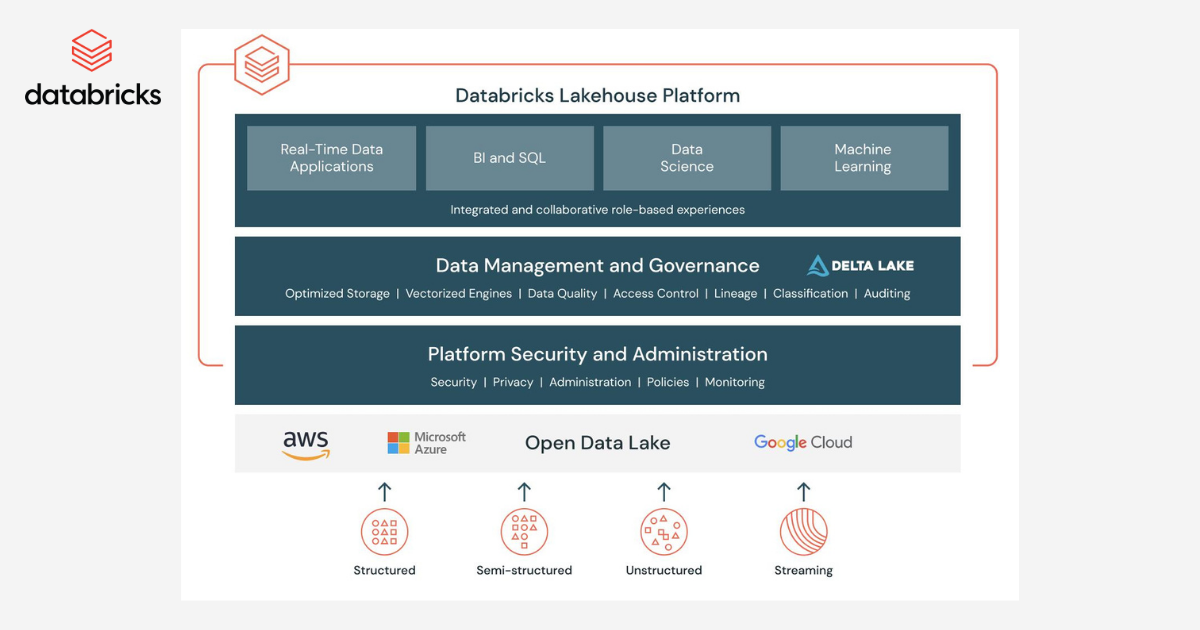 databricks
Databricks Lakehouse Platform
Real-Time Data
Applications
BI and SQL
Data
Science
Machine
Learning
Integrated and collaborative role-based experiences
Data Management and Governance
DELTA LAKE
Optimized Storage | Vectorized Engines | Data Quality | Access Control | Lineage | Classification | Auditing
Platform Security and Administration
Security | Privacy | Administration | Policies | Monitoring
aws
Microsoft
Azure
Open Data Lake
Google Cloud
Structured
Semi-structured
Unstructured
Streaming